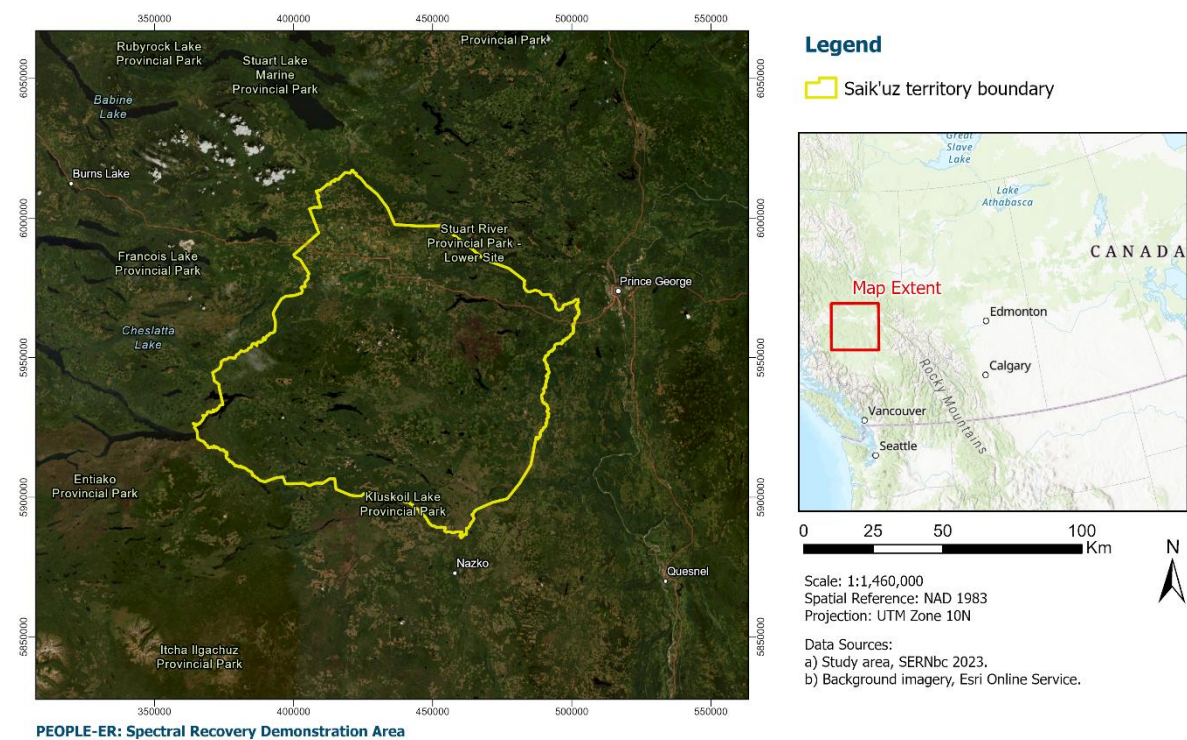 350000
400000
450000
500000
550000
Rubyrock Lake
Provincial Park
Stuart Lake
Marine
Provincial Park
Provincial Park
6050000
6050000
Babine
Lake
Burns Lake
6000000
6000000
Stuart River
Provincial Park -
Lower Site
Francois Lake
Provincial Park
Prince George
Cheslatta
Lake
5950000
5950000
Entiako
Provincial Park
Kluskoil Lake
Provincial Park
5900000
5900000
Nazko
Quesnel
5850000
5850000
Itcha Ilgachuz
Provincial Park
350000
400000
450000
500000
550000
PEOPLE-ER: Spectral Recovery Demonstration Area
Legend
Saik'uz territory boundary
Great
Slave
Lake
Lake
Athabasca
CANADA
Map Extent
Edmonton
Calgary
Rocky Mountains
Vancouver
Seattle
0 25 50 100
Km
N
Scale: 1:1,460,000
Spatial Reference: NAD 1983
Projection: UTM Zone 10N
Data Sources:
a) Study area, SERNbc 2023.
b) Background imagery, Esri Online Service.